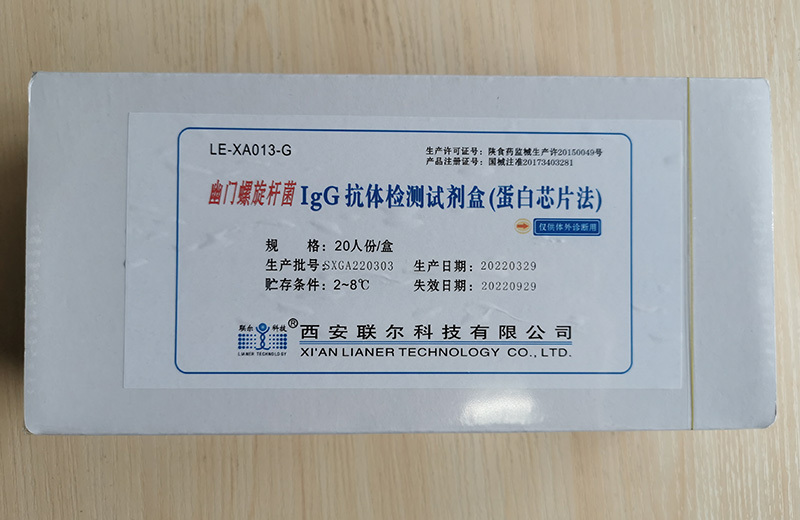 LE-XA013-G
生产许可证号：陕食药监械生产许20150049号
产品注册证号：国械注准20173403281
幽门螺旋杆菌 IgG 抗体检测试剂盒(蛋白芯片法)
仅供体外诊断用
规　　格：20人份/盒
生产批号：SXGA220303　生产日期：20220329
贮存条件：2~8℃　失效日期：20220929
联尔 科技 ® 西安联尔科技有限公司
LIANER TECHNOLOGY XI'AN LIANER TECHNOLOGY CO., LTD.